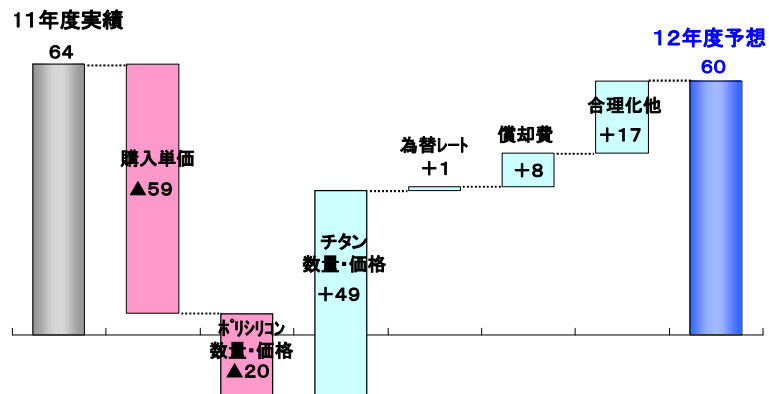 11年度実績
64
購入単価
▲59
ﾎﾟﾘｼﾘｺﾝ
数量・価格
▲20
チタン
数量・価格
＋49
為替ﾚｰﾄ
＋1
償却費
＋8
合理化他
＋17
12年度予想
60